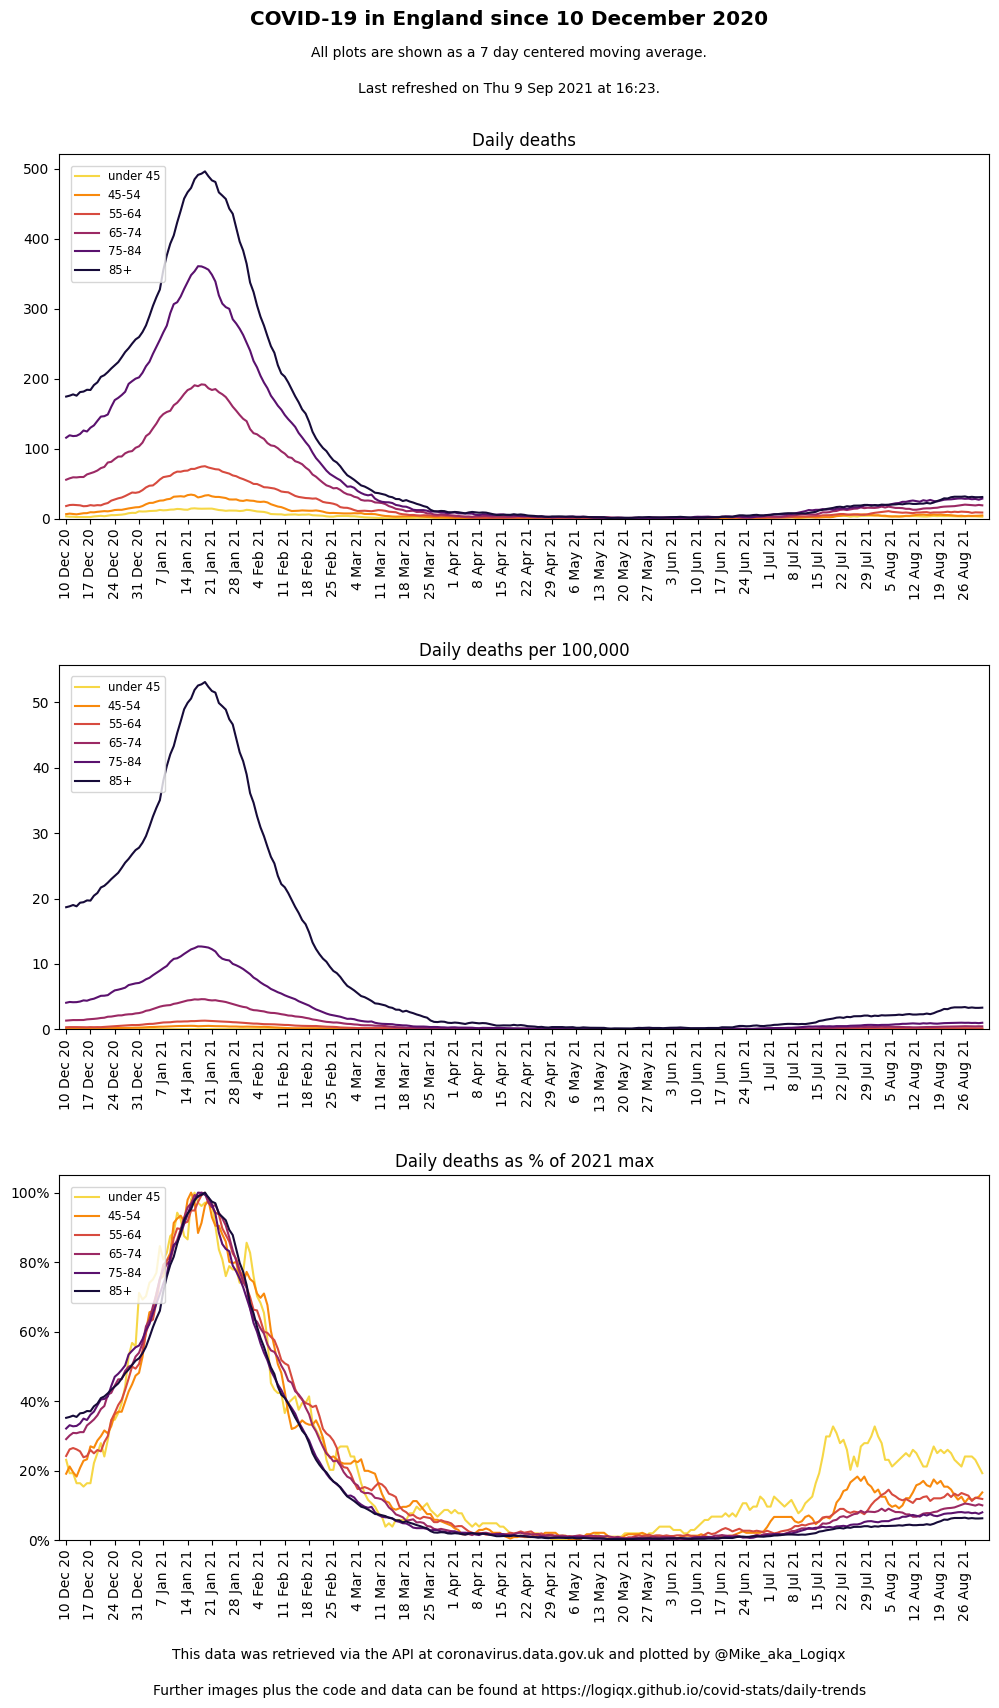 COVID-19 in England since 10 December 2020
All plots are shown as a 7 day centered moving average.
Last refreshed on Thu 9 Sep 2021 at 16:23.
Daily deaths
500
400
300
200
100
0
under 45
45-54
55-64
65-74
75-84
85+
10 Dec 20
17 Dec 20
24 Dec 20
31 Dec 20
7 Jan 21
14 Jan 21
21 Jan 21
28 Jan 21
4 Feb 21
11 Feb 21
18 Feb 21
25 Feb 21
4 Mar 21
11 Mar 21
18 Mar 21
25 Mar 21
1 Apr 21
8 Apr 21
15 Apr 21
22 Apr 21
29 Apr 21
6 May 21
13 May 21
20 May 21
27 May 21
3 Jun 21
10 Jun 21
17 Jun 21
24 Jun 21
1 Jul 21
8 Jul 21
15 Jul 21
22 Jul 21
29 Jul 21
5 Aug 21
12 Aug 21
19 Aug 21
26 Aug 21
Daily deaths per 100,000
50
40
30
20
10
0
under 45
45-54
55-64
65-74
75-84
85+
10 Dec 20
17 Dec 20
24 Dec 20
31 Dec 20
7 Jan 21
14 Jan 21
21 Jan 21
28 Jan 21
4 Feb 21
11 Feb 21
18 Feb 21
25 Feb 21
4 Mar 21
11 Mar 21
18 Mar 21
25 Mar 21
1 Apr 21
8 Apr 21
15 Apr 21
22 Apr 21
29 Apr 21
6 May 21
13 May 21
20 May 21
27 May 21
3 Jun 21
10 Jun 21
17 Jun 21
24 Jun 21
1 Jul 21
8 Jul 21
15 Jul 21
22 Jul 21
29 Jul 21
5 Aug 21
12 Aug 21
19 Aug 21
26 Aug 21
Daily deaths as % of 2021 max
100%
80%
60%
40%
20%
0%
under 45
45-54
55-64
65-74
75-84
85+
10 Dec 20
17 Dec 20
24 Dec 20
31 Dec 20
7 Jan 21
14 Jan 21
21 Jan 21
28 Jan 21
4 Feb 21
11 Feb 21
18 Feb 21
25 Feb 21
4 Mar 21
11 Mar 21
18 Mar 21
25 Mar 21
1 Apr 21
8 Apr 21
15 Apr 21
22 Apr 21
29 Apr 21
6 May 21
13 May 21
20 May 21
27 May 21
3 Jun 21
10 Jun 21
17 Jun 21
24 Jun 21
1 Jul 21
8 Jul 21
15 Jul 21
22 Jul 21
29 Jul 21
5 Aug 21
12 Aug 21
19 Aug 21
26 Aug 21
This data was retrieved via the API at coronavirus.data.gov.uk and plotted by @Mike_aka_Logiqx
Further images plus the code and data can be found at https://logiqx.github.io/covid-stats/daily-trends